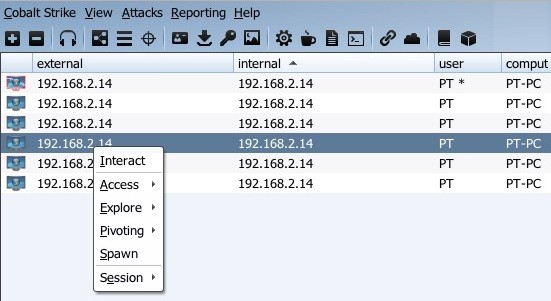 Cobalt Strike View Attacks Reporting Help
external internal user comput
192.168.2.14 192.168.2.14 PT * PT-PC
192.168.2.14 192.168.2.14 PT PT-PC
192.168.2.14 192.168.2.14 PT PT-PC
192.168.2.14 192.168.2.14 PT PT-PC
192.168.2 192.168.2.14 PT PT-PC
192.168.2 192.168.2.14 PT PT-PC
Interact
Access
Explore
Pivoting
Spawn
Session